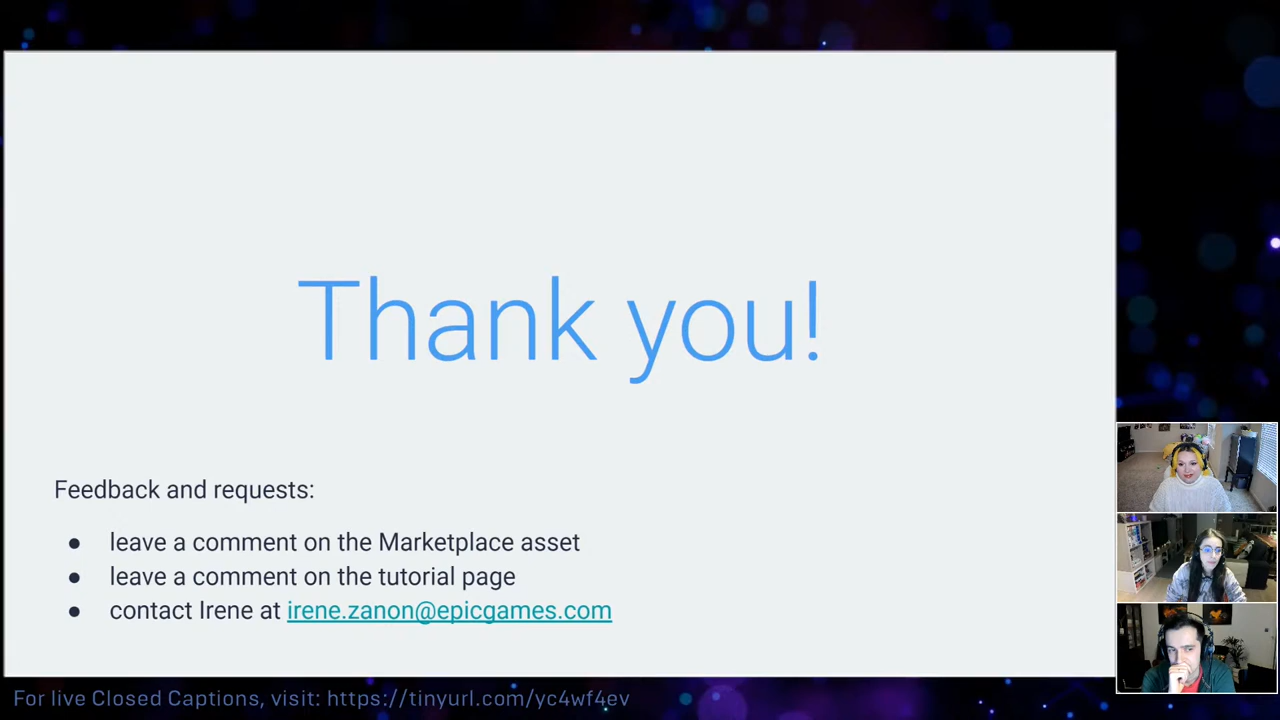 Thank you!
Feedback and requests:
● leave a comment on the Marketplace asset
● leave a comment on the tutorial page
● contact Irene at irene.zanon@epicgames.com
For live Closed Captions, visit: https://tinyurl.com/yc4wf4ev